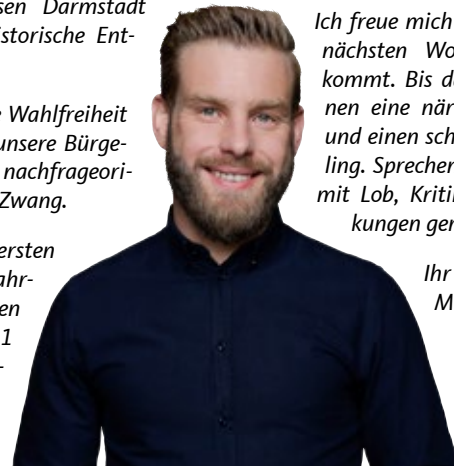 sen Darmstadt
istorische Ent-
e Wahlfreiheit
unsere Bürge-
nachfrageori-
Zwang.
ersten
ahr-
en
1
-
Ich freue mich
nächsten Wo
kommt. Bis d
nen eine när
und einen sch
ling. Sprecher
mit Lob, Kriti
kungen ger
Ihr
M